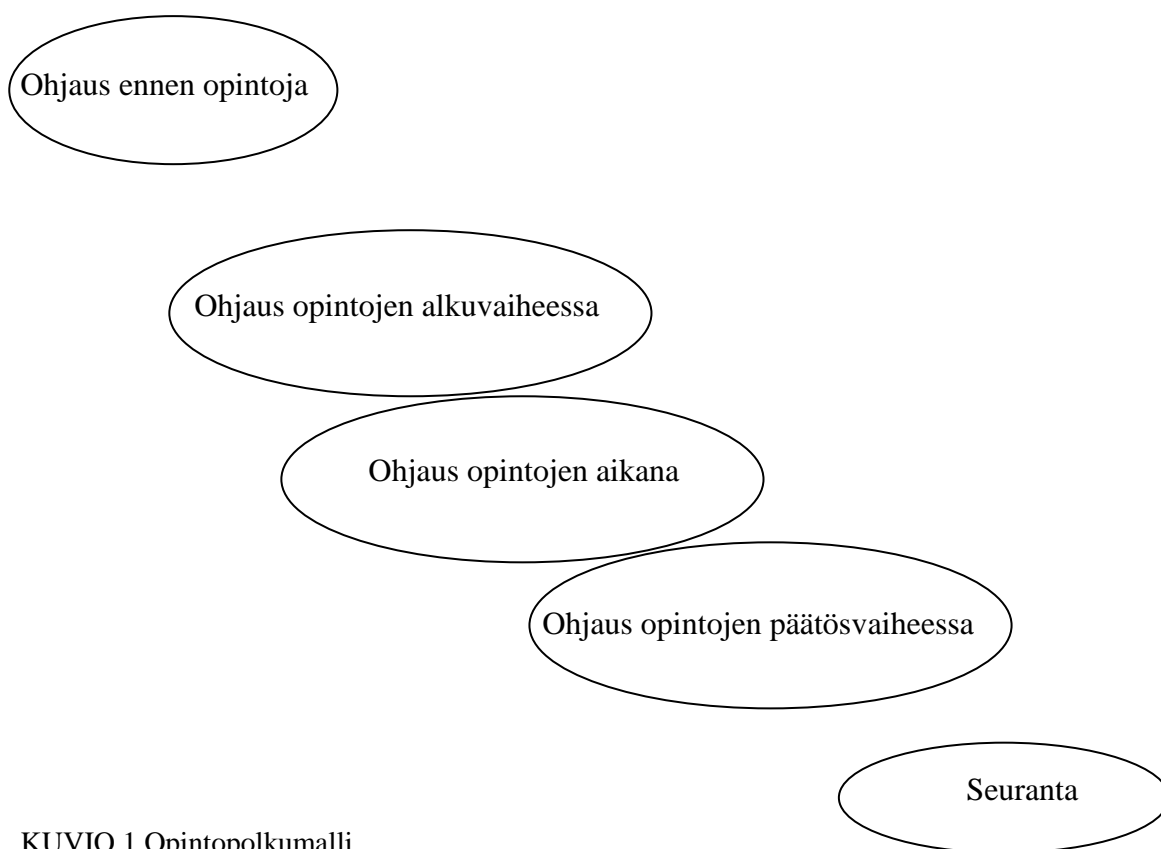 Ohjaus ennen opintoja
Ohjaus opintojen alkuvaiheessa
Ohjaus opintojen aikana
Ohjaus opintojen päätösvaiheessa
Seuranta
KUVIO 1 Opintopolkumalli